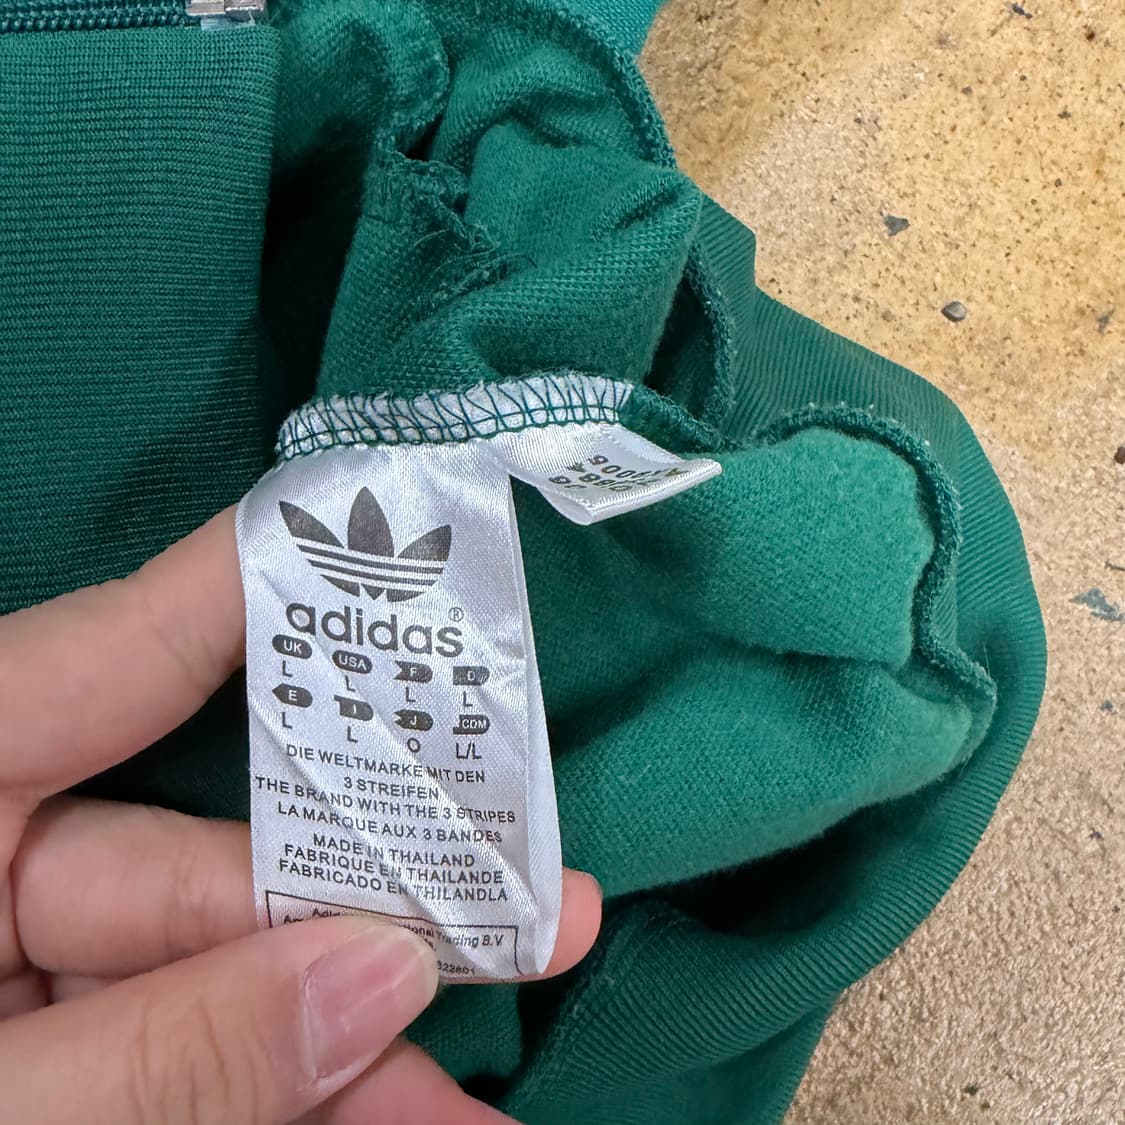 adidas®
UK USA F D
L L L L
E I J CDM
L L O L/L
DIE WELTMARKE MIT DEN
3 STREIFEN
THE BRAND WITH THE 3 STRIPES
LA MARQUE AUX 3 BANDES
MADE IN THAILAND
FABRIQUE EN THAILANDE
FABRICADO EN THILANDLA
Trading B.V